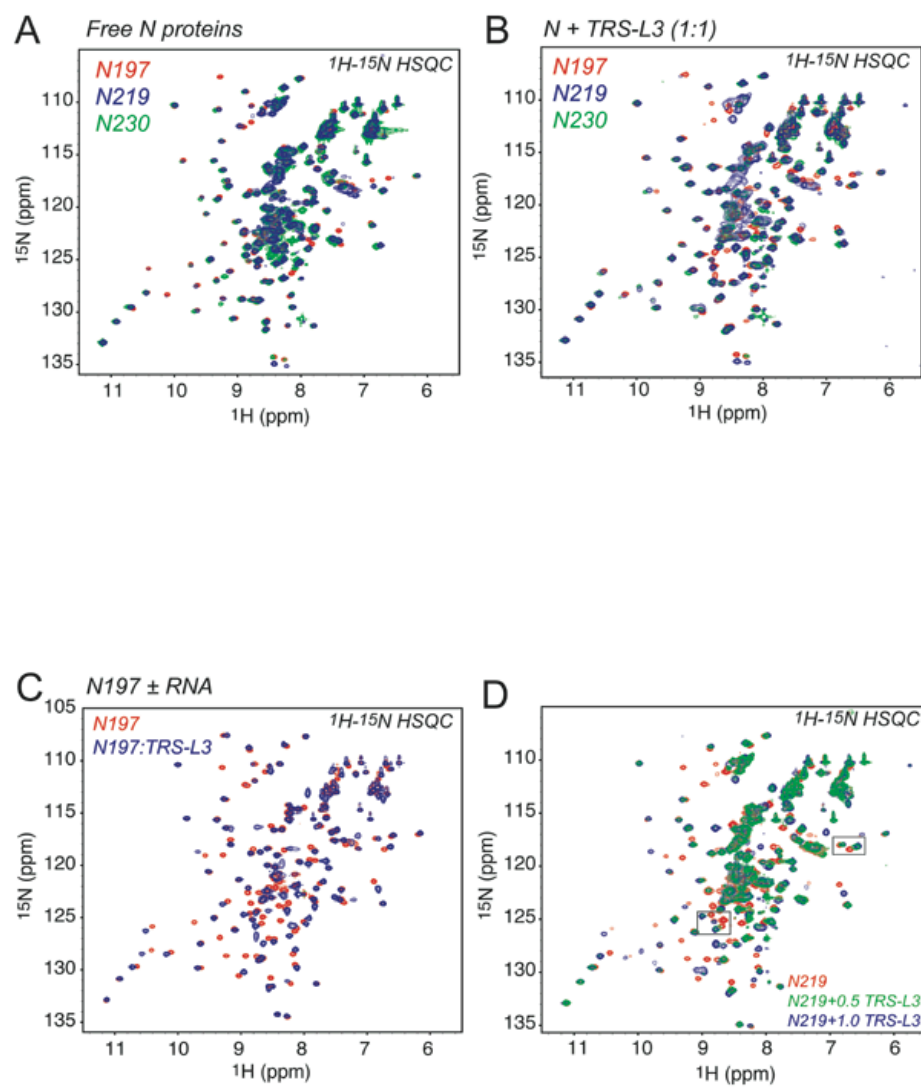 A
Free N proteins
N197
N219
N230
¹H-¹⁵N HSQC
110
115
120
125
130
135
¹⁵N (ppm)
11 10 9 8 7 6
¹H (ppm)
B
N + TRS-L3 (1:1)
N197
N219
N230
¹H-¹⁵N HSQC
110
115
120
125
130
135
¹⁵N (ppm)
11 10 9 8 7 6
¹H (ppm)
C
N197 ± RNA
N197
N197:TRS-L3
¹H-¹⁵N HSQC
105
110
115
120
125
130
135
¹⁵N (ppm)
11 10 9 8 7 6
¹H (ppm)
D
¹H-¹⁵N HSQC
110
115
120
125
130
135
¹⁵N (ppm)
N219
N219+0.5 TRS-L3
N219+1.0 TRS-L3
11 10 9 8 7 6
¹H (ppm)